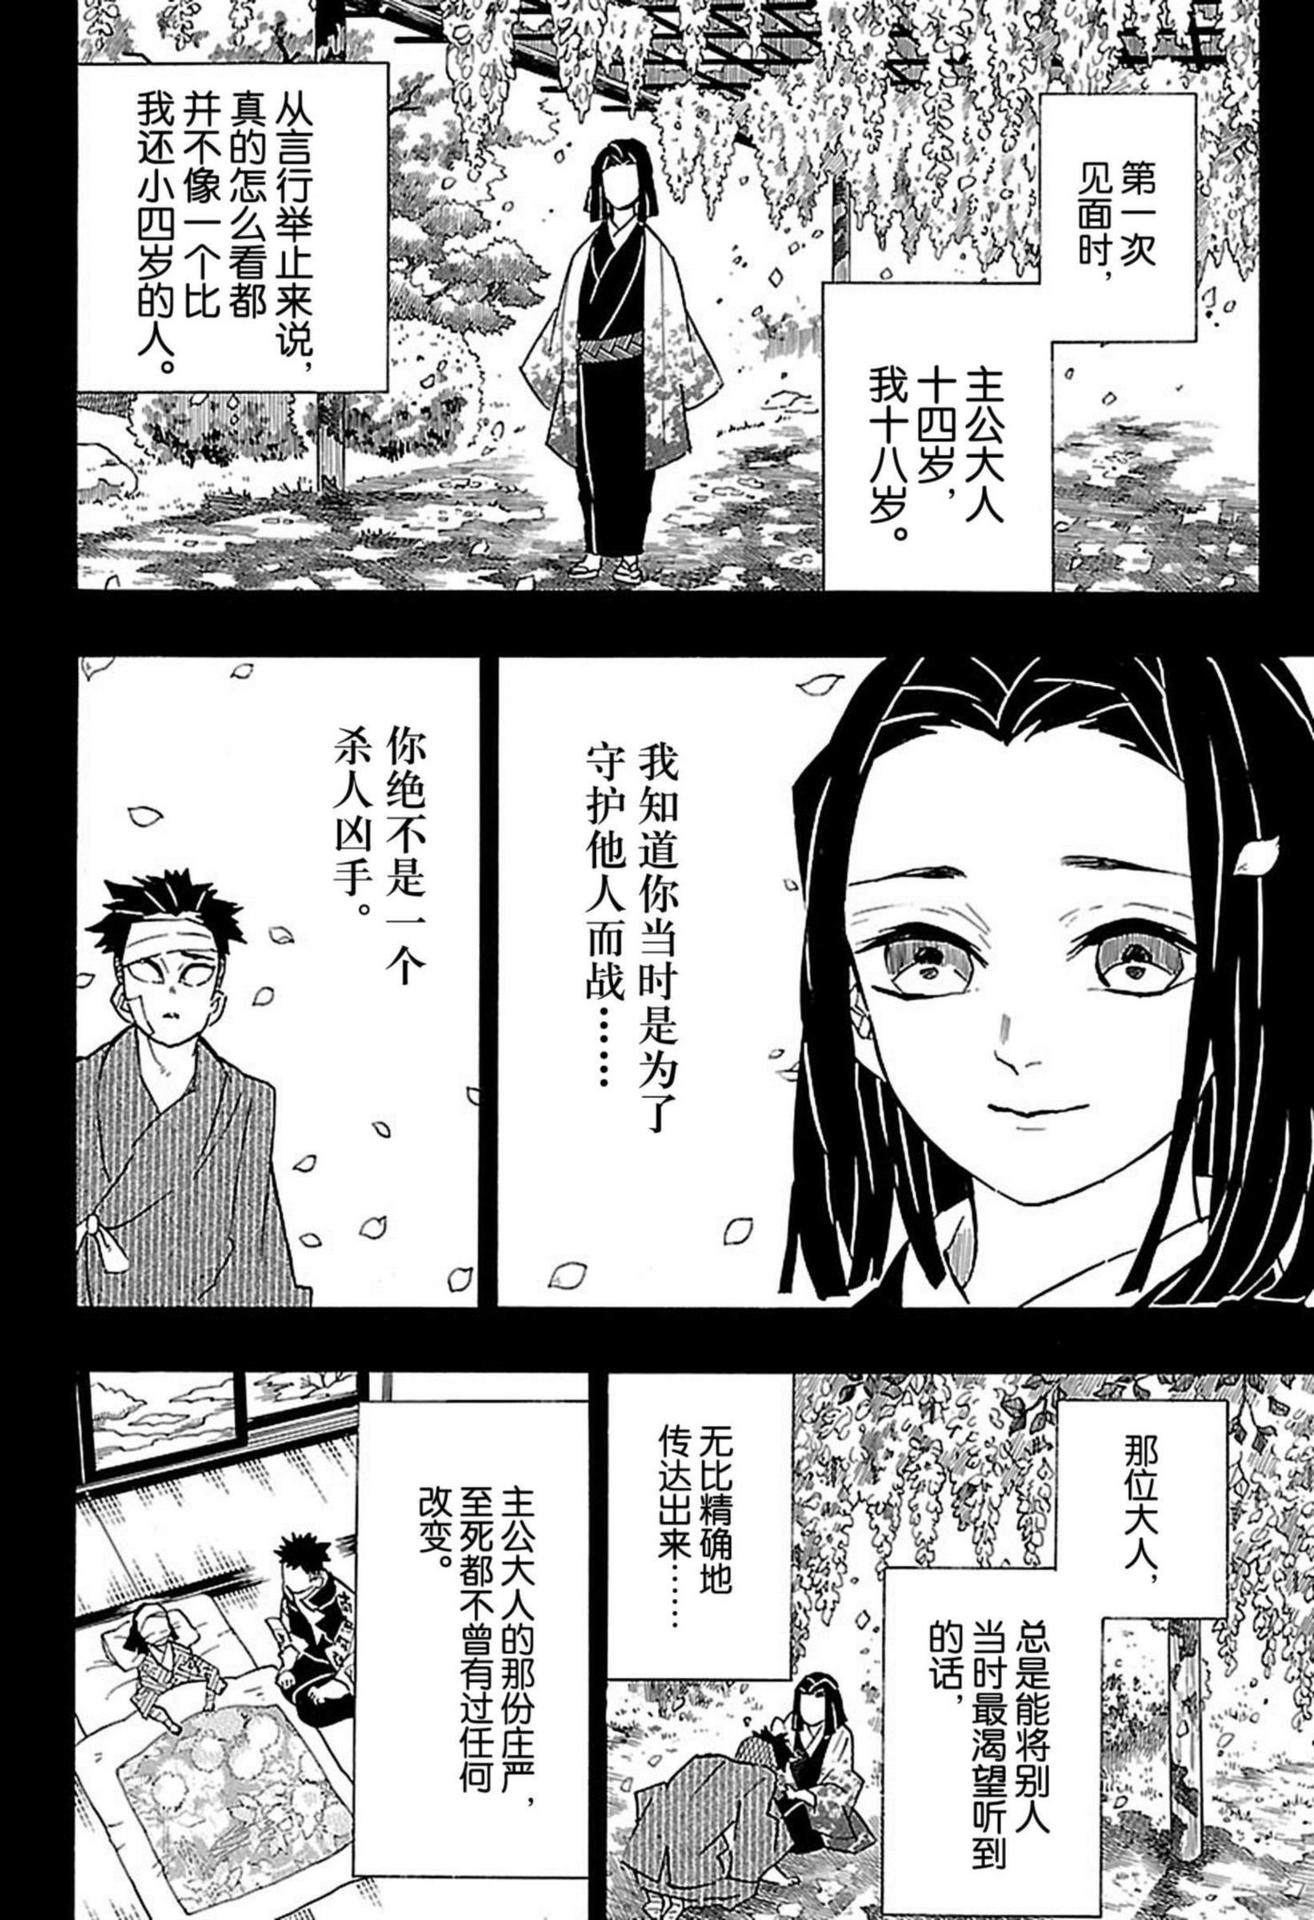 第一次
见面时，
主公大人
十四岁，
我十八岁。
从言行举止来说，
真的怎么看都
并不像一个比
我还小四岁的人。
我知道你当时是为了
守护他人而战……
你绝不是一个
杀人凶手。
那位大人，
总是能将别人
当时最渴望听到
的话，
无比精确地
传达出来……
主公大人的那份庄严，
至死都不曾有过任何
改变。